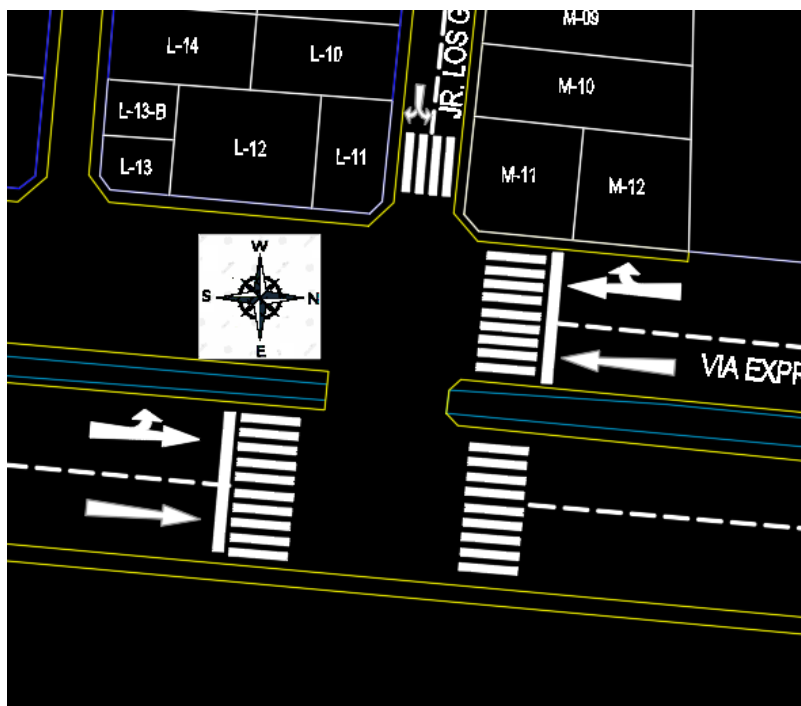 M-09
L-14
L-10
JR. LOS G
M-10
L-13-B
L-12
L-11
L-13
M-11
M-12
W
S
N
E
VIA EXPR